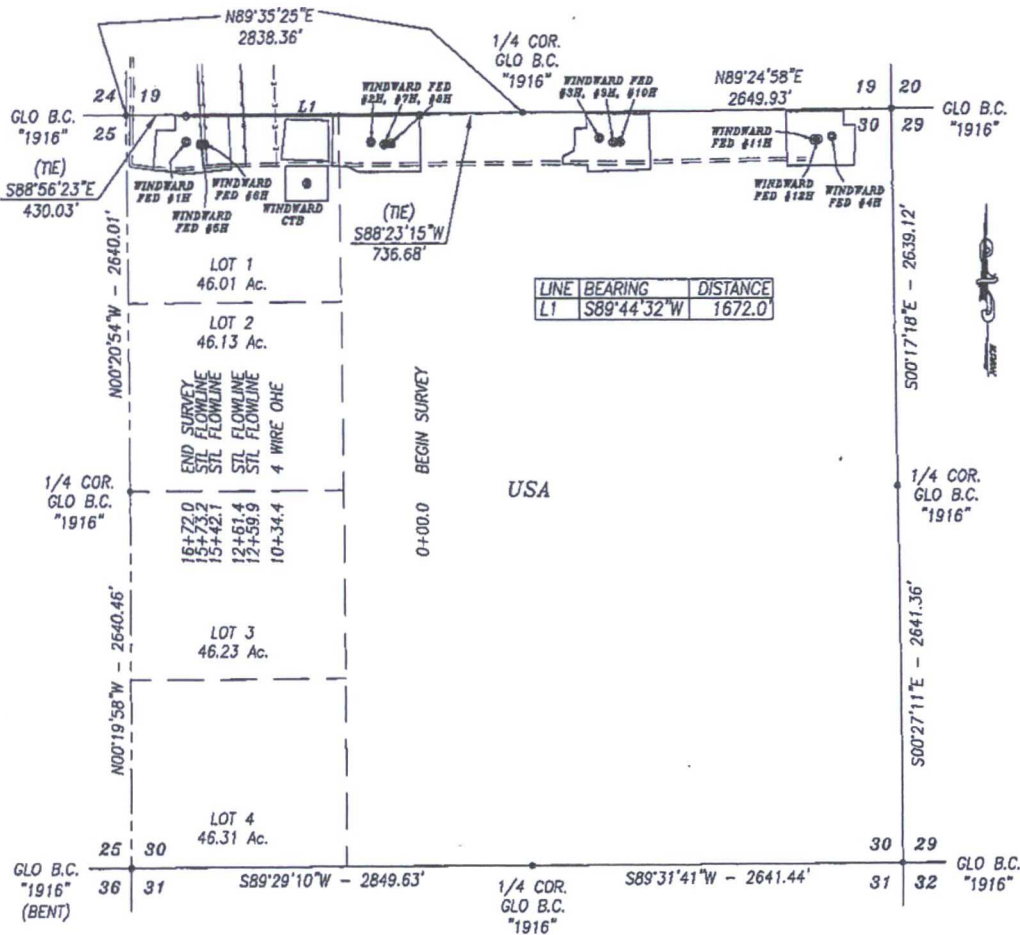 N89°35'25"E
2838.36'
1/4 COR.
GLO B.C.
"1916"
N89°24'58"E
2649.93'
24
19
19
20
GLO B.C.
"1916"
25
30
29
GLO B.C.
"1916"
L1
WINDWARD FED
#2H, #7H, #8H
WINDWARD FED
#3H, #9H, #10H
WINDWARD
FED #11H
(TIE)
S88°56'23"E
430.03'
WINDWARD
FED #1H
WINDWARD
FED #6H
WINDWARD
FED #5H
WINDWARD
CTB
(TIE)
S88°23'15"W
736.68'
WINDWARD
FED #12H
WINDWARD
FED #4H
N00°20'54"W - 2640.01'
LOT 1
46.01 Ac.
LINE BEARING DISTANCE
L1 S89°44'32"W 1672.0'
S00°17'18"E - 2639.12'
LOT 2
46.13 Ac.
16+72.0 END SURVEY
15+73.2 STL FLOWLINE
15+42.1 STL FLOWLINE
12+61.4 STL FLOWLINE
12+59.9 STL FLOWLINE
10+34.4 4 WIRE OHE
0+00.0 BEGIN SURVEY
1/4 COR.
GLO B.C.
"1916"
USA
1/4 COR.
GLO B.C.
"1916"
N00°19'58"W - 2640.46'
LOT 3
46.23 Ac.
S00°27'11"E - 2641.36'
LOT 4
46.31 Ac.
25
30
30
29
GLO B.C.
"1916"
(BENT)
36
31
S89°29'10"W - 2849.63'
1/4 COR.
GLO B.C.
"1916"
S89°31'41"W - 2641.44'
31
32
GLO B.C.
"1916"